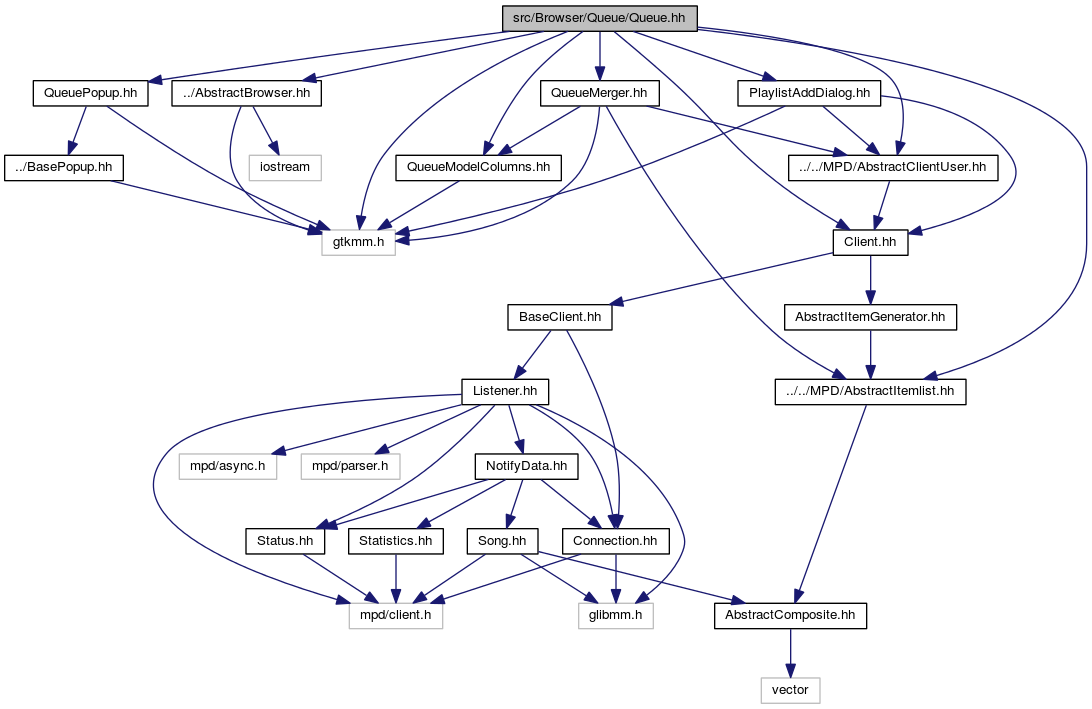 src/Browser/Queue/Queue.hh
QueuePopup.hh
../AbstractBrowser.hh
QueueMerger.hh
PlaylistAddDialog.hh
../BasePopup.hh
iostream
QueueModelColumns.hh
../../MPD/AbstractClientUser.hh
gtkmm.h
Client.hh
BaseClient.hh
AbstractItemGenerator.hh
Listener.hh
../../MPD/AbstractItemlist.hh
mpd/async.h
mpd/parser.h
NotifyData.hh
Status.hh
Statistics.hh
Song.hh
Connection.hh
mpd/client.h
glibmm.h
AbstractComposite.hh
vector